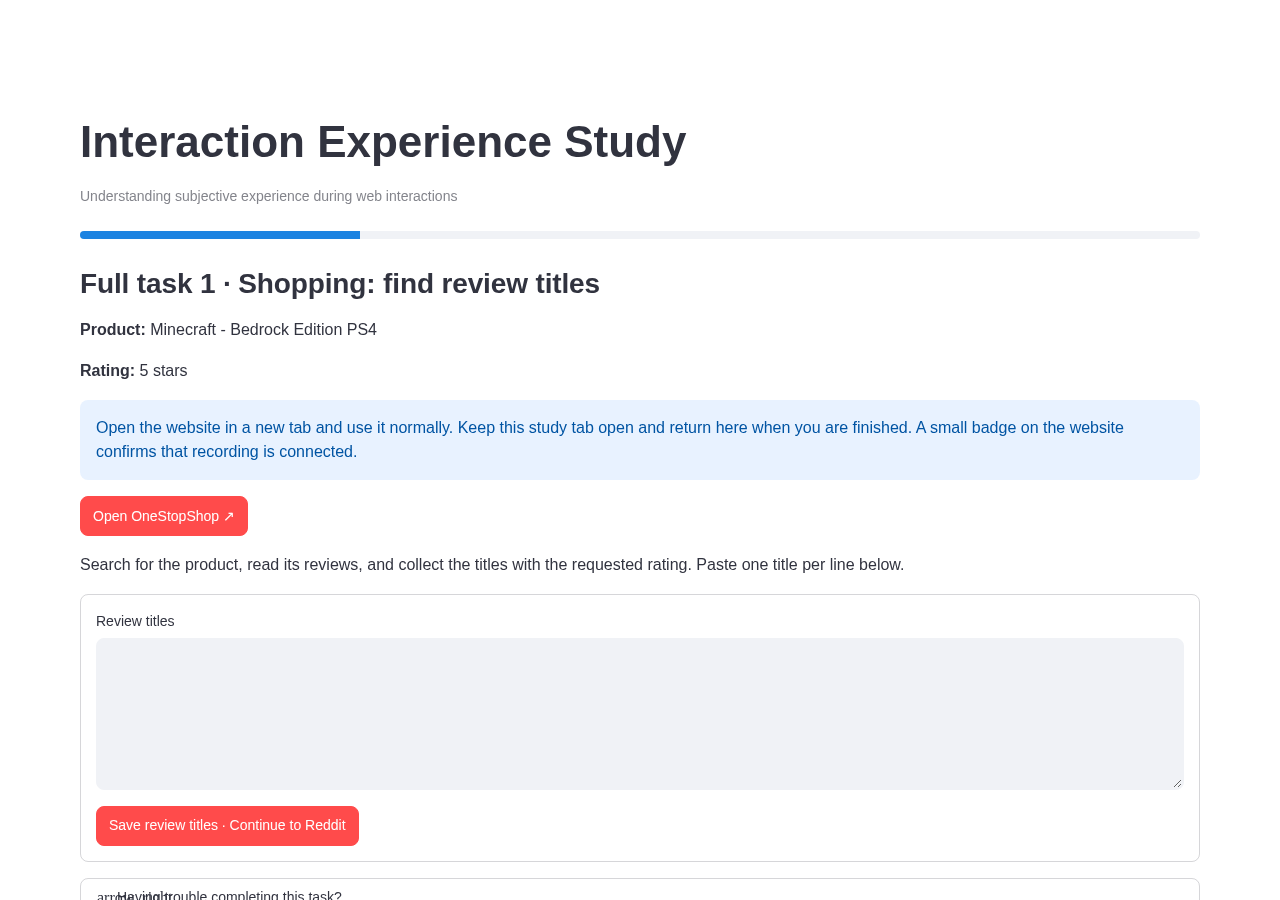 Interaction Experience Study
Understanding subjective experience during web interactions
Full task 1 · Shopping: find review titles
Product: Minecraft - Bedrock Edition PS4
Rating: 5 stars
Open the website in a new tab and use it normally. Keep this study tab open and return here when you are finished. A small badge on the website
confirms that recording is connected.
Open OneStopShop ↗
Search for the product, read its reviews, and collect the titles with the requested rating. Paste one title per line below.
Review titles
Save review titles · Continue to Reddit
Having trouble completing this task?